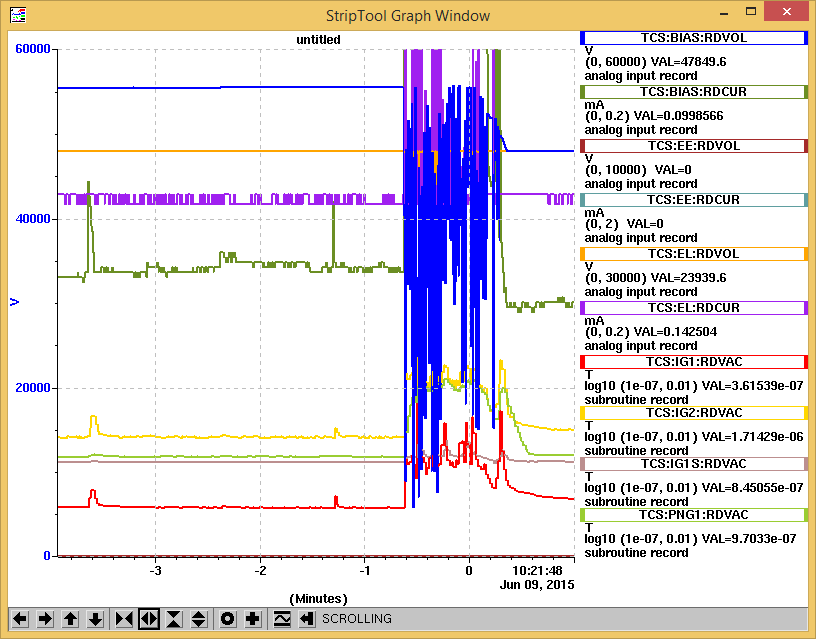 StripTool Graph Window
untitled
60000
40000
V
20000
0
-3
-2
-1
0
10:21:48
Jun 09, 2015
(Minutes)
TCS:BIAS:RDVOL
V
(0, 60000) VAL=47849.6
analog input record
TCS:BIAS:RDCUR
mA
(0, 0.2) VAL=0.0998566
analog input record
TCS:EE:RDVOL
V
(0, 10000) VAL=0
analog input record
TCS:EE:RDCUR
mA
(0, 2) VAL=0
analog input record
TCS:EL:RDVOL
V
(0, 30000) VAL=23939.6
analog input record
TCS:EL:RDCUR
mA
(0, 0.2) VAL=0.142504
analog input record
TCS:IG1:RDVAC
T
log10 (1e-07, 0.01) VAL=3.61539e-07
subroutine record
TCS:IG2:RDVAC
T
log10 (1e-07, 0.01) VAL=1.71429e-06
subroutine record
TCS:IG1S:RDVAC
T
log10 (1e-07, 0.01) VAL=8.45055e-07
subroutine record
TCS:PNG1:RDVAC
T
log10 (1e-07, 0.01) VAL=9.7033e-07
subroutine record
SCROLLING